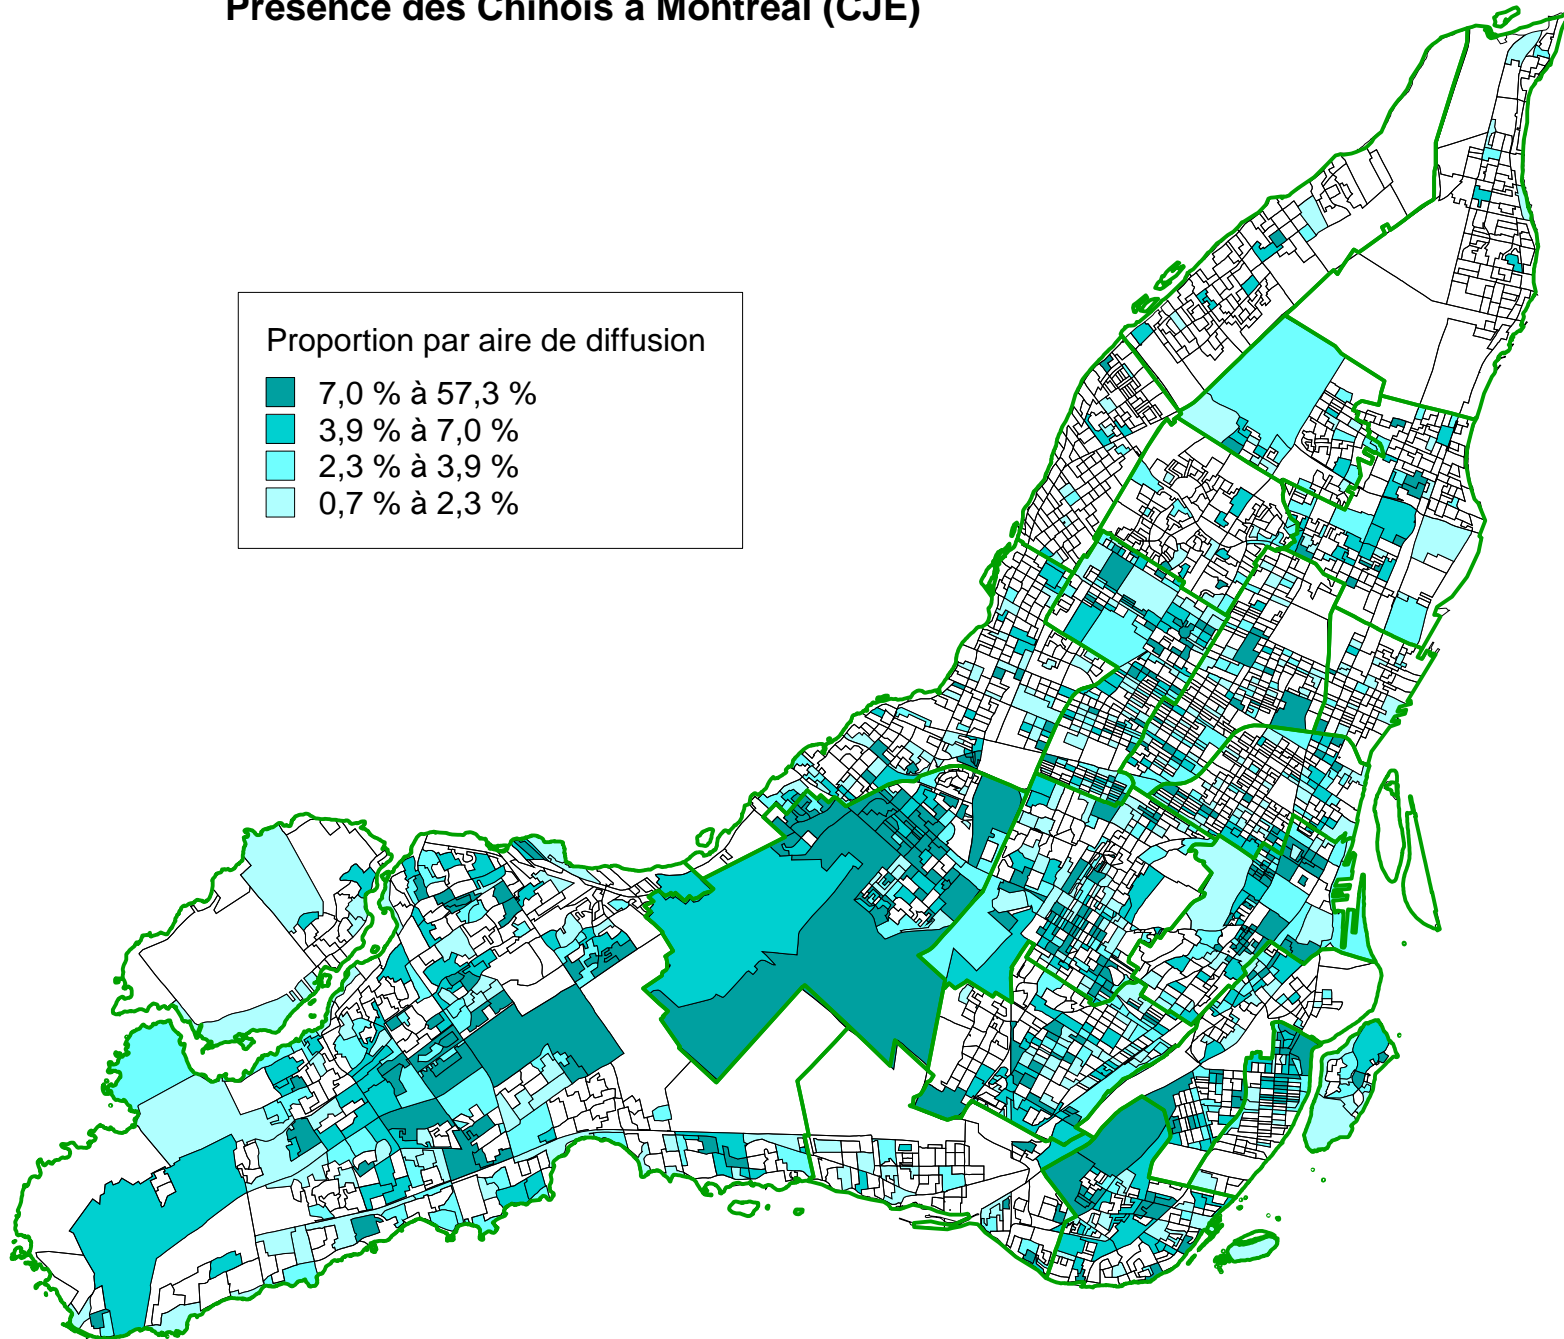 Présence des Chinois à Montréal (CJE)
Proportion par aire de diffusion
7,0 % à 57,3 %
3,9 % à 7,0 %
2,3 % à 3,9 %
0,7 % à 2,3 %